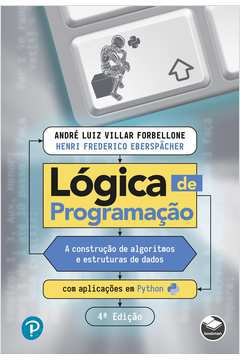 ANDRÉ LUIZ VILLAR FORBELLONE
HENRI FREDERICO EBERSPÄCHER
Lógica de
Programação
A construção de algoritmos
e estruturas de dados
com aplicações em Python
4ª Edição
P